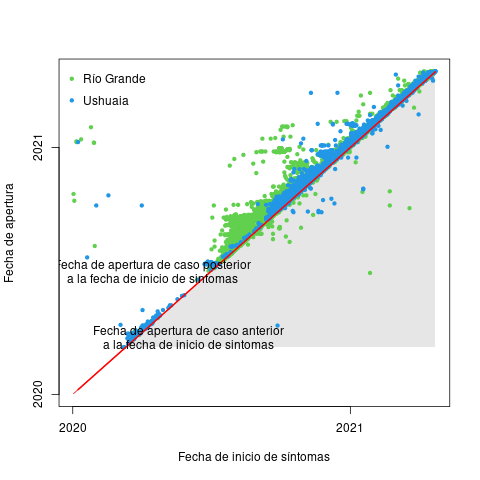 Río Grande
Ushuaia
2021
Fecha de apertura
Fecha de apertura de caso posterior
a la fecha de inicio de síntomas
Fecha de apertura de caso anterior
a la fecha de inicio de sintomas
2020
2020
2021
Fecha de inicio de síntomas